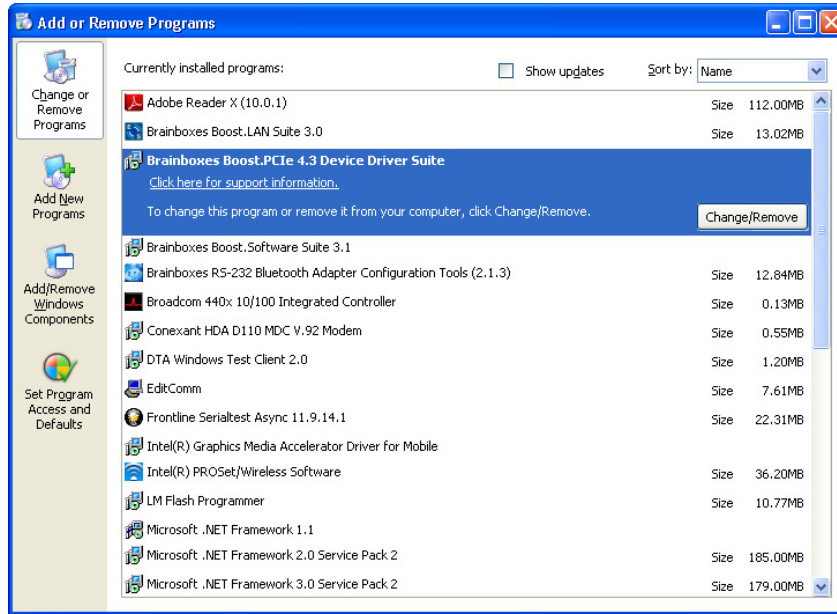 Add or Remove Programs
Change or
Remove
Programs
Add New
Programs
Add/Remove
Windows
Components
Set Program
Access and
Defaults
Currently installed programs: Show updates Sort by: Name
Adobe Reader X (10.0.1) Size 112.00MB
Brainboxes Boost.LAN Suite 3.0 Size 13.02MB
Brainboxes Boost.PCIe 4.3 Device Driver Suite
Click here for support information.
To change this program or remove it from your computer, click Change/Remove. Change/Remove
Brainboxes Boost.Software Suite 3.1
Brainboxes RS-232 Bluetooth Adapter Configuration Tools (2.1.3) Size 12.84MB
Broadcom 440x 10/100 Integrated Controller Size 0.13MB
Conexant HDA D110 MDC V.92 Modem Size 0.55MB
DTA Windows Test Client 2.0 Size 1.20MB
EditComm Size 7.61MB
Frontline Serialtest Async 11.9.14.1 Size 22.31MB
Intel(R) Graphics Media Accelerator Driver for Mobile
Intel(R) PROSet/Wireless Software Size 36.20MB
LM Flash Programmer Size 10.77MB
Microsoft .NET Framework 1.1
Microsoft .NET Framework 2.0 Service Pack 2 Size 185.00MB
Microsoft .NET Framework 3.0 Service Pack 2 Size 179.00MB